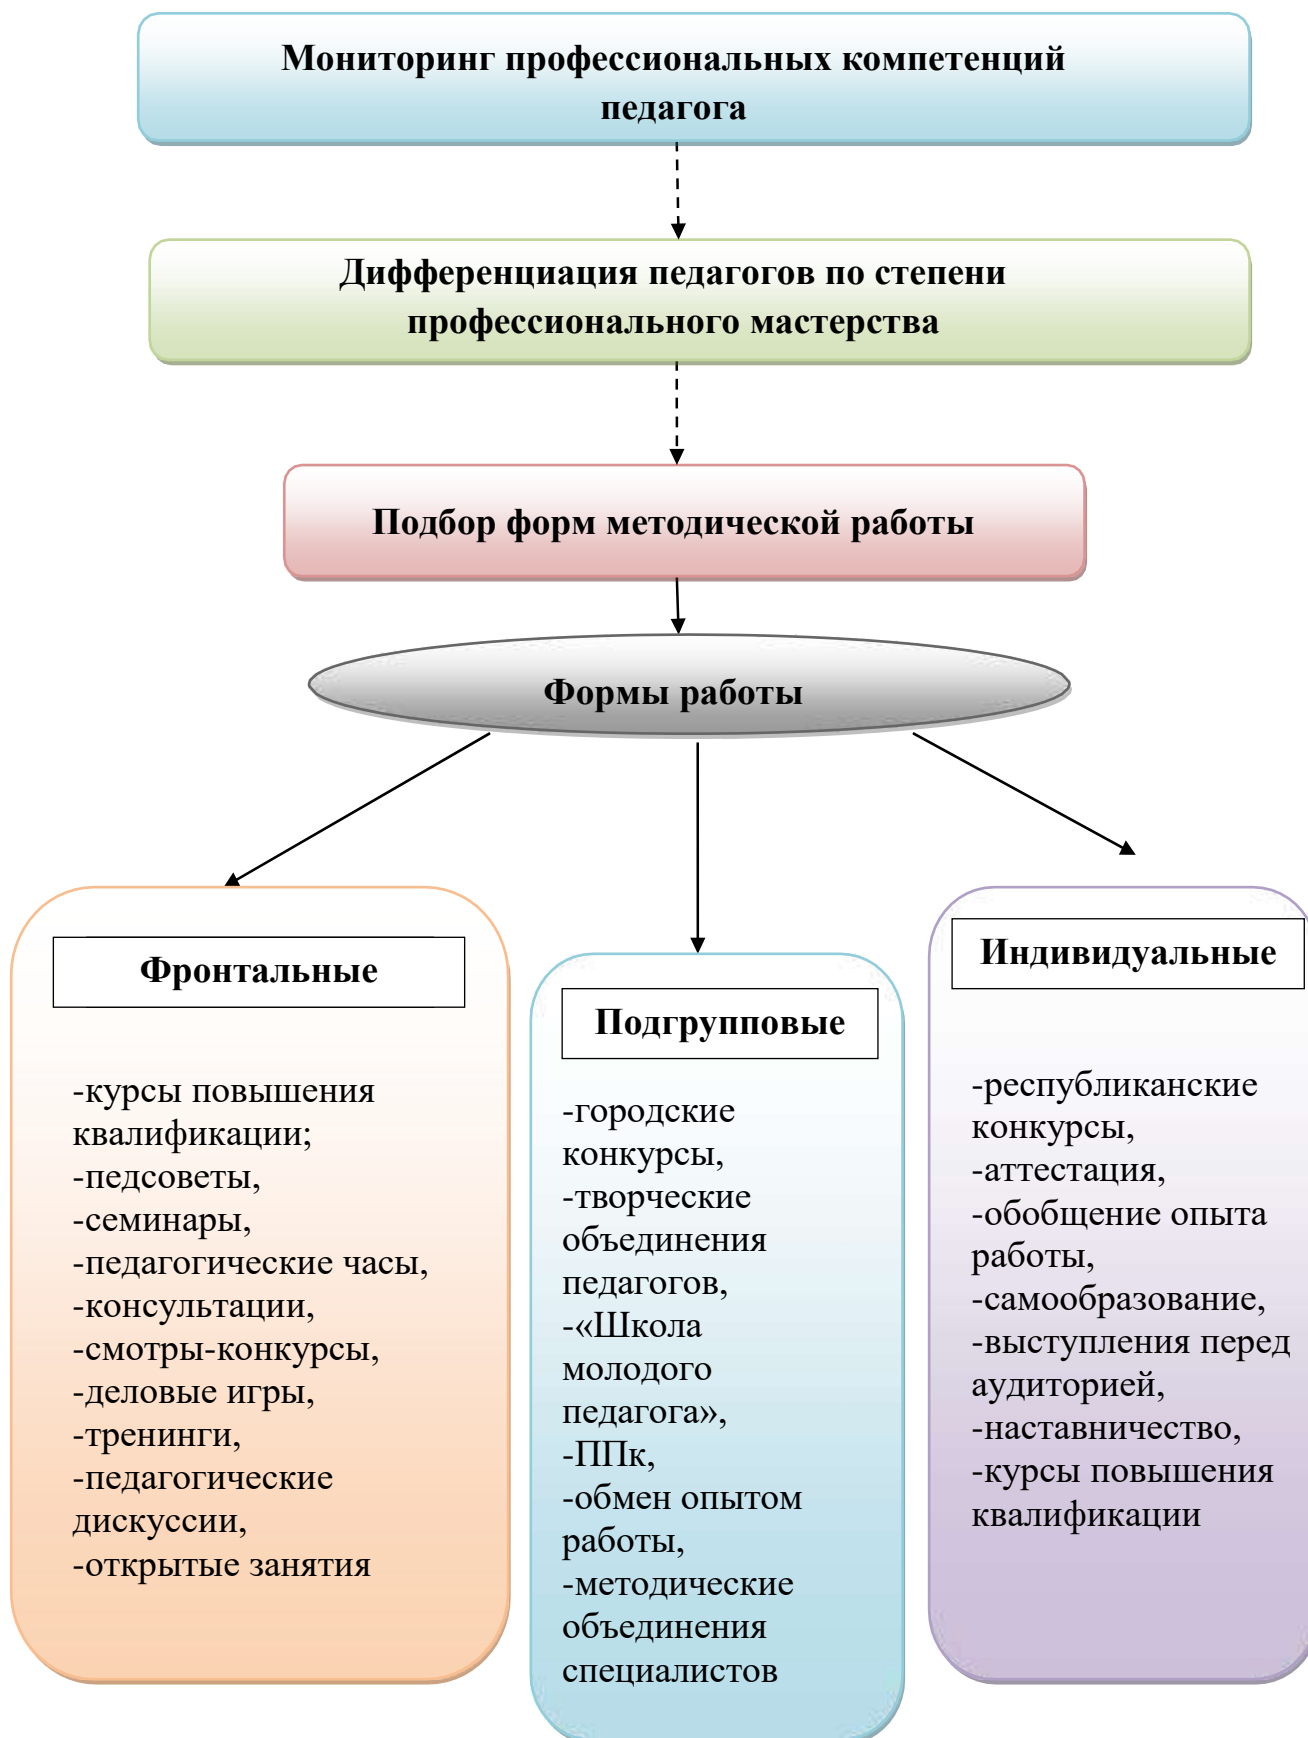 Мониторинг профессиональных компетенций
педагога
Дифференциация педагогов по степени
профессионального мастерства
Подбор форм методической работы
Формы работы
Фронтальные
-курсы повышения
квалификации;
-педсоветы,
-семинары,
-педагогические часы,
-консультации,
-смотры-конкурсы,
-деловые игры,
-тренинги,
-педагогические
дискуссии,
-открытые занятия
Подгрупповые
-городские
конкурсы,
-творческие
объединения
педагогов,
-«Школа
молодого
педагога»,
-ППк,
-обмен опытом
работы,
-методические
объединения
специалистов
Индивидуальные
-республиканские
конкурсы,
-аттестация,
-обобщение опыта
работы,
-самообразование,
-выступления перед
аудиторией,
-наставничество,
-курсы повышения
квалификации